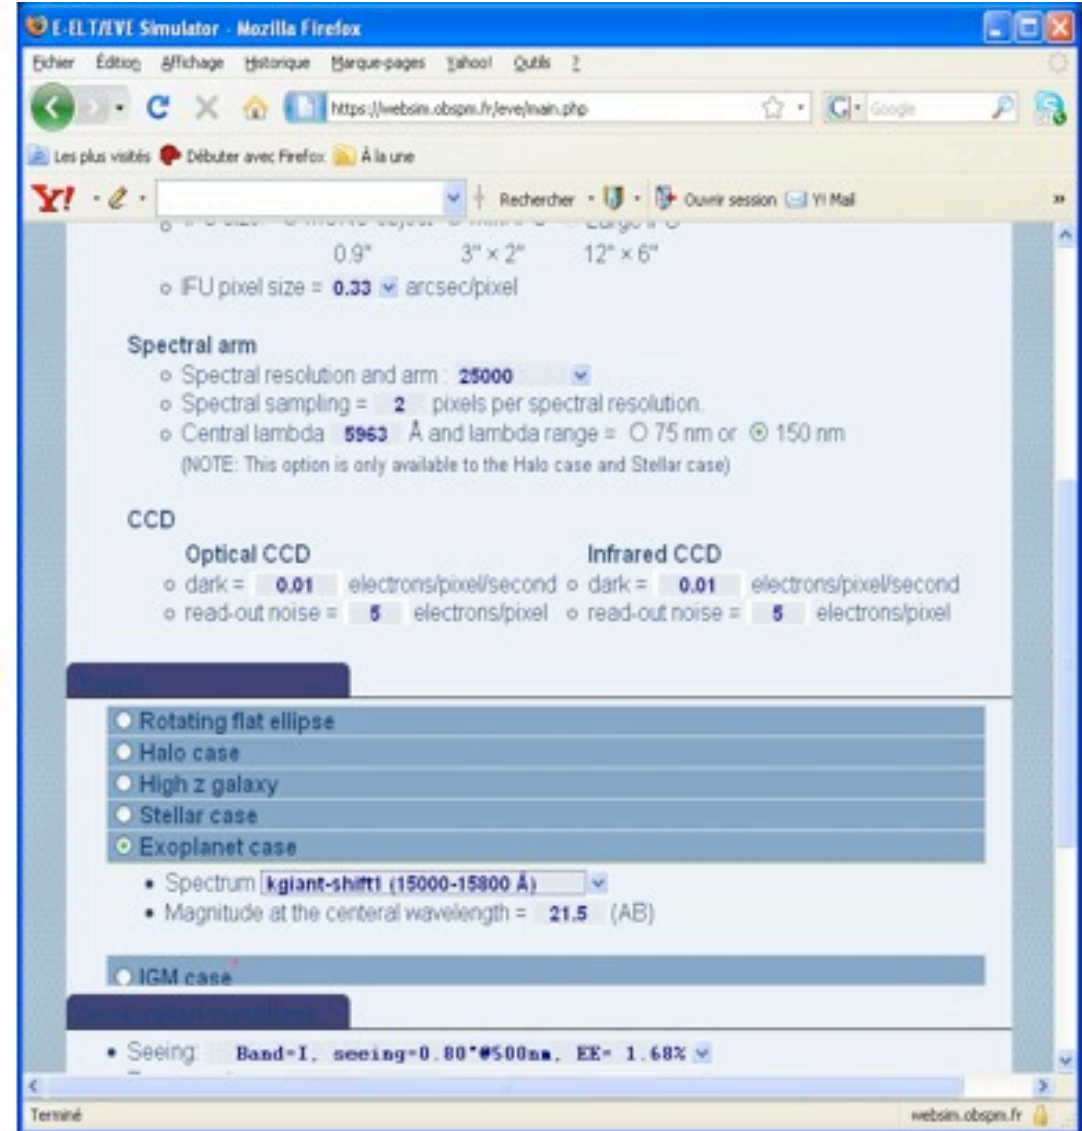 E-ELT/EVE Simulator - Mozilla Firefox
Fichier Édition Affichage Historique Marque-pages Yahoo! Outils ?
https://websim.obspm.fr/eve/main.php Google
Les plus visités Débuter avec Firefox À la une
Y! Rechercher Ouvrir session Y! Mail »
0.9" 3" × 2" 12" × 6"
IFU pixel size = 0.33 arcsec/pixel
Spectral arm
Spectral resolution and arm : 25000
Spectral sampling = 2 pixels per spectral resolution.
Central lambda 5963 Å and lambda range = 75 nm or 150 nm
(NOTE: This option is only available to the Halo case and Stellar case)
CCD
Optical CCD Infrared CCD
dark = 0.01 electrons/pixel/second dark = 0.01 electrons/pixel/second
read-out noise = 5 electrons/pixel read-out noise = 5 electrons/pixel
Target
Rotating flat ellipse
Halo case
High z galaxy
Stellar case
Exoplanet case
Spectrum kgiant-shift1 (15000-15800 Å)
Magnitude at the centeral wavelength = 21.5 (AB)
IGM case*
Seeing: Band=I, seeing=0.80"@500nm, EE= 1.68%
Terminé websim.obspm.fr